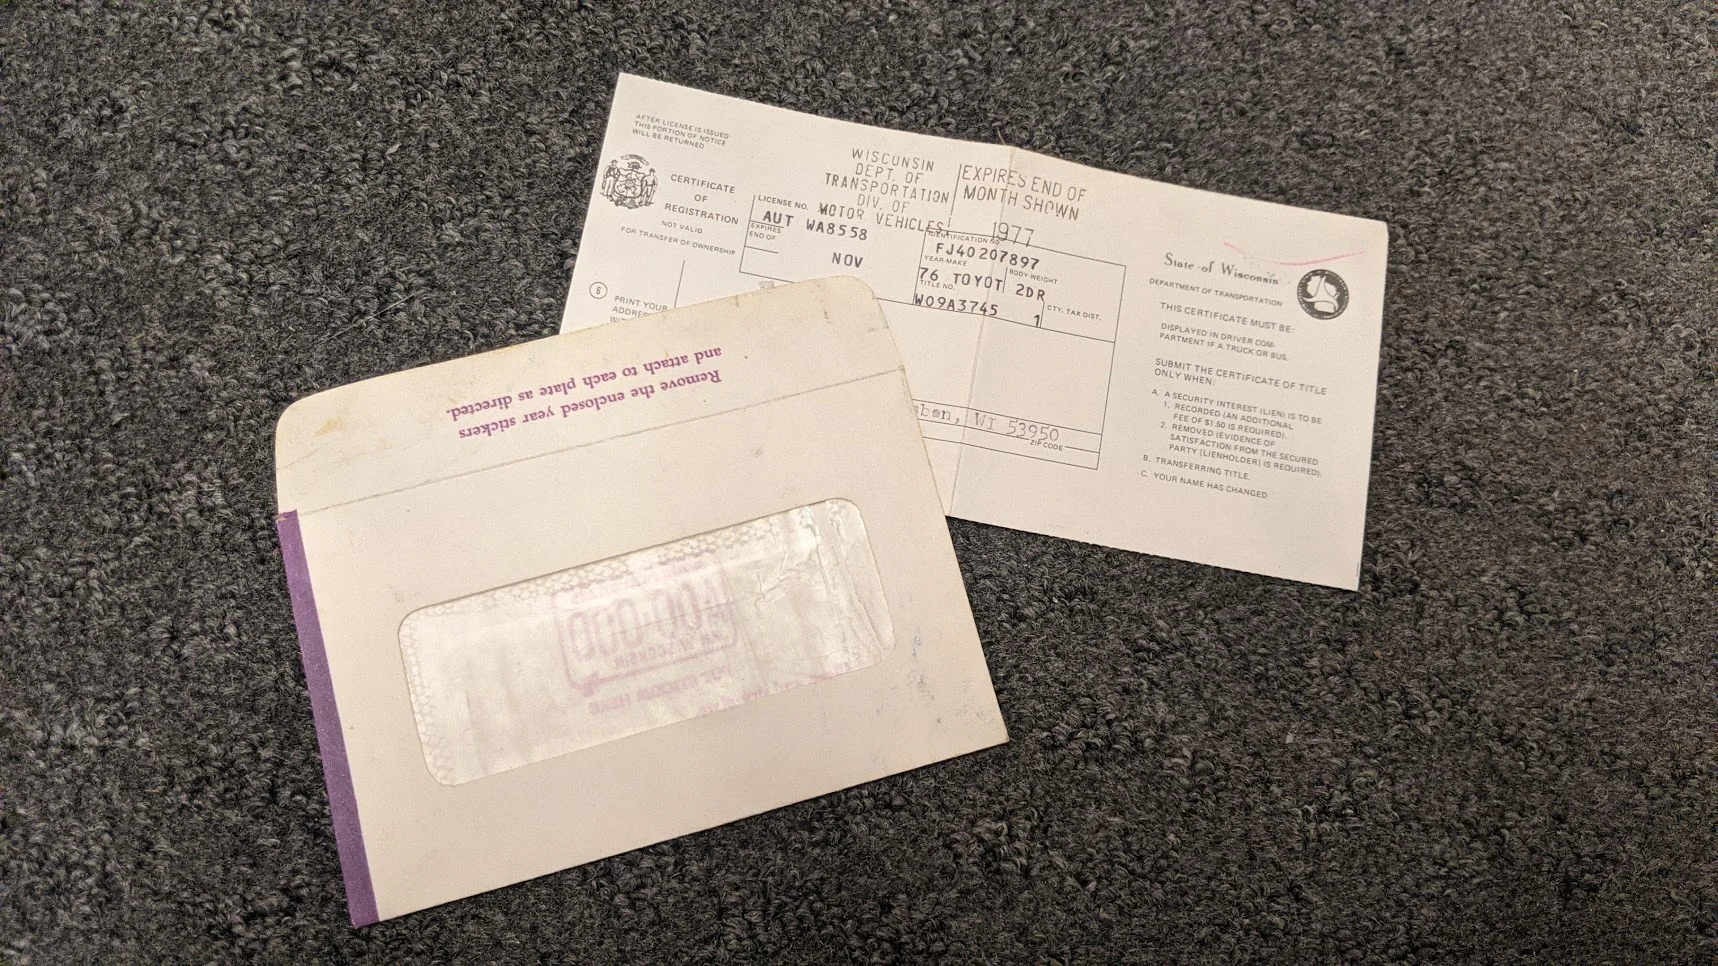 AFTER LICENSE IS ISSUED
THIS PORTION OF NOTICE
WILL BE RETURNED
CERTIFICATE
OF
REGISTRATION
NOT VALID
FOR TRANSFER OF OWNERSHIP
6
PRINT YOUR
WISCONSIN
DEPT. OF
TRANSPORTATION
DIV. OF
MOTOR VEHICLES
EXPIRES END OF
MONTH SHOWN
1977
LICENSE NO.
AUT WA8558
EXPIRES
END OF
NOV
IDENTIFICATION NO.
FJ40207897
YEAR-MAKE
BODY-WEIGHT
76 TOYOT 2DR
TITLE NO.
CTY. TAX DIST.
W09A3745 1
WI 53950
ZIP CODE
State of Wisconsin
DEPARTMENT OF TRANSPORTATION
THIS CERTIFICATE MUST BE:
DISPLAYED IN DRIVER COM-
PARTMENT IF A TRUCK OR BUS.
SUBMIT THE CERTIFICATE OF TITLE
ONLY WHEN:
A. A SECURITY INTEREST (LIEN) IS TO BE
1. RECORDED (AN ADDITIONAL
FEE OF $1.50 IS REQUIRED).
2. REMOVED (EVIDENCE OF
SATISFACTION FROM THE SECURED
PARTY [LIENHOLDER] IS REQUIRED).
B. TRANSFERRING TITLE.
C. YOUR NAME HAS CHANGED
Remove the enclosed year stickers
and attach to each plate as directed.
WISCONSIN
000-000